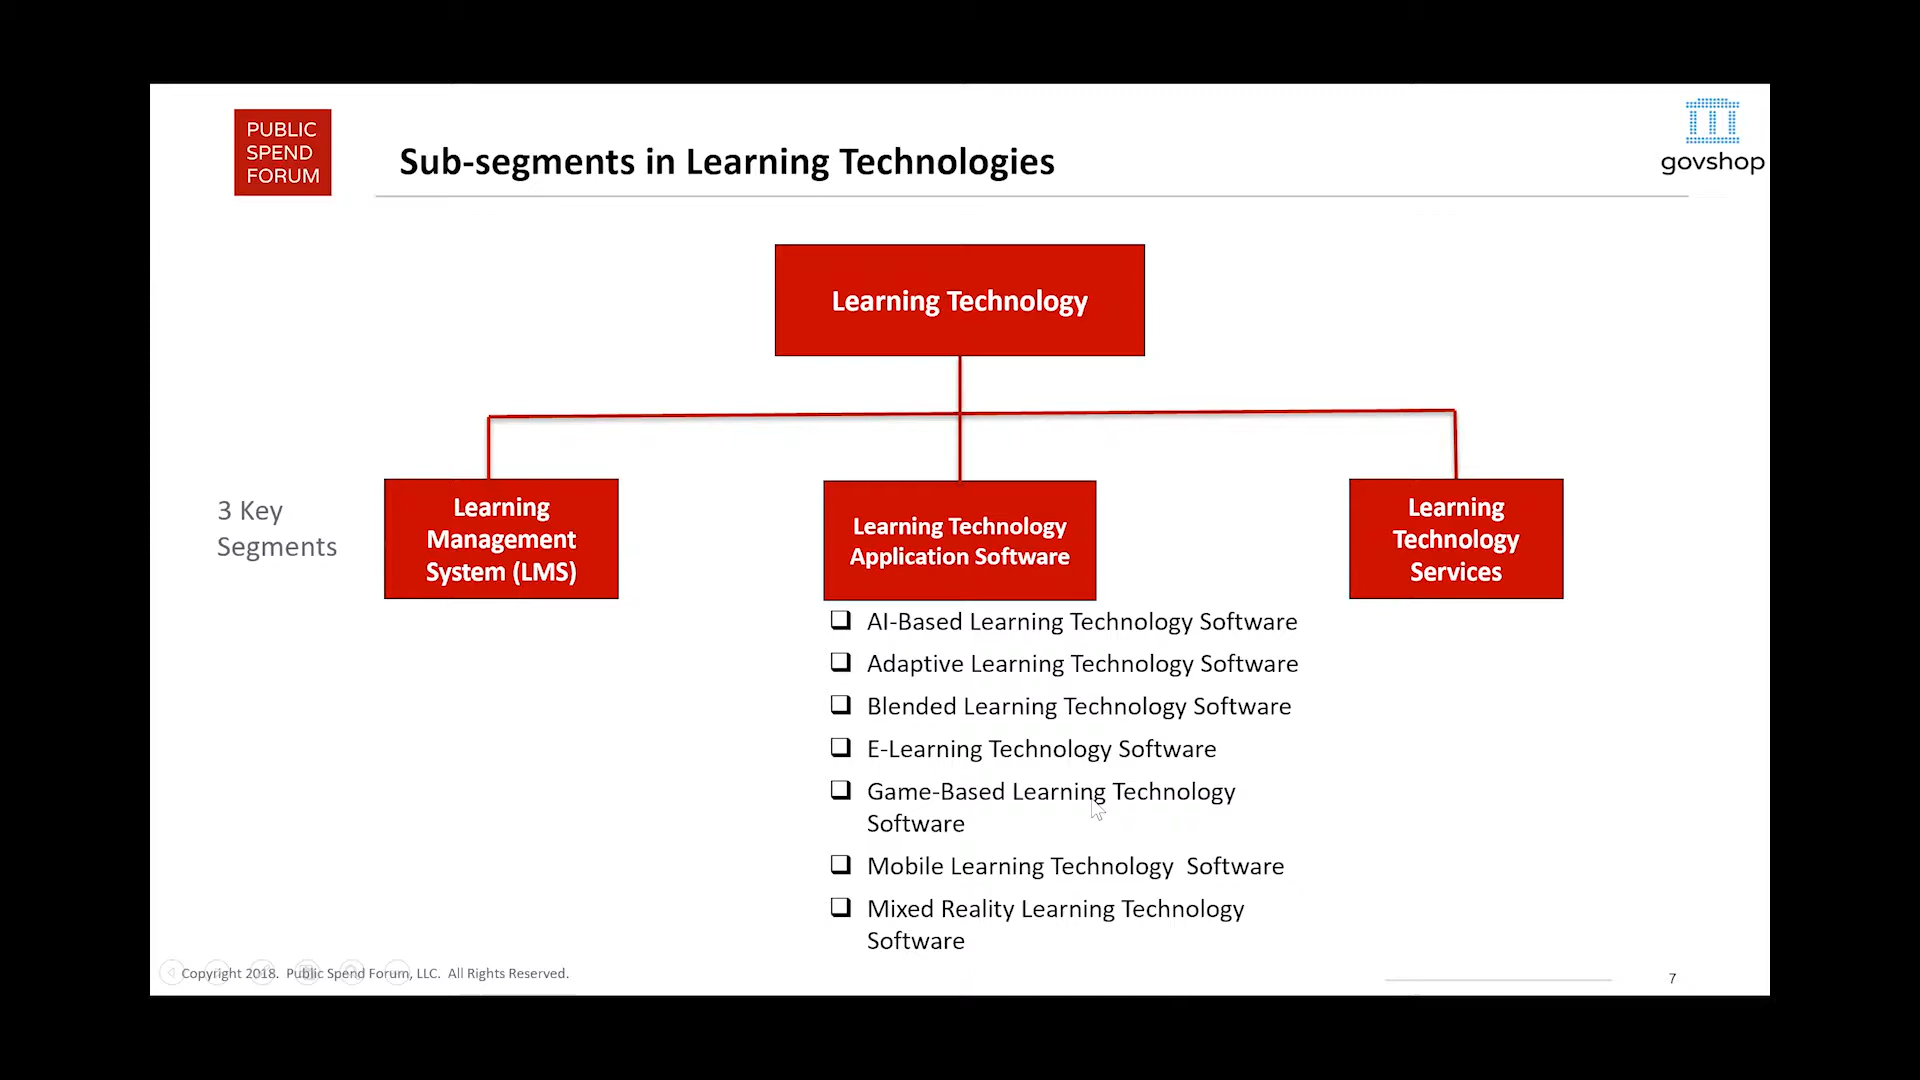 PUBLIC
SPEND
FORUM
Sub-segments in Learning Technologies
govshop
Learning Technology
3 Key
Segments
Learning
Management
System (LMS)
Learning Technology
Application Software
Learning
Technology
Services
AI-Based Learning Technology Software
Adaptive Learning Technology Software
Blended Learning Technology Software
E-Learning Technology Software
Game-Based Learning Technology
Software
Mobile Learning Technology  Software
Mixed Reality Learning Technology
Software
Copyright 2018.  Public Spend Forum, LLC.  All Rights Reserved.
7